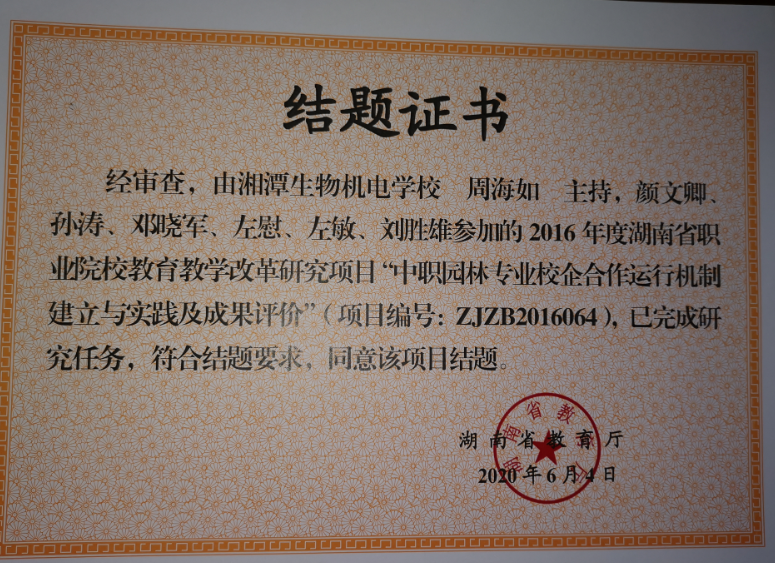 结题证书
经审查，由湘潭生物机电学校 周海如 主持，颜文卿、
孙涛、邓晓军、左慰、左敏、刘胜雄参加的 2016 年度湖南省职
业院校教育教学改革研究项目“中职园林专业校企合作运行机制
建立与实践及成果评价”（项目编号：ZJZB2016064），已完成研
究任务，符合结题要求，同意该项目结题。
湖南省教育厅
湖南省教育厅
2020 年 6 月 4 日